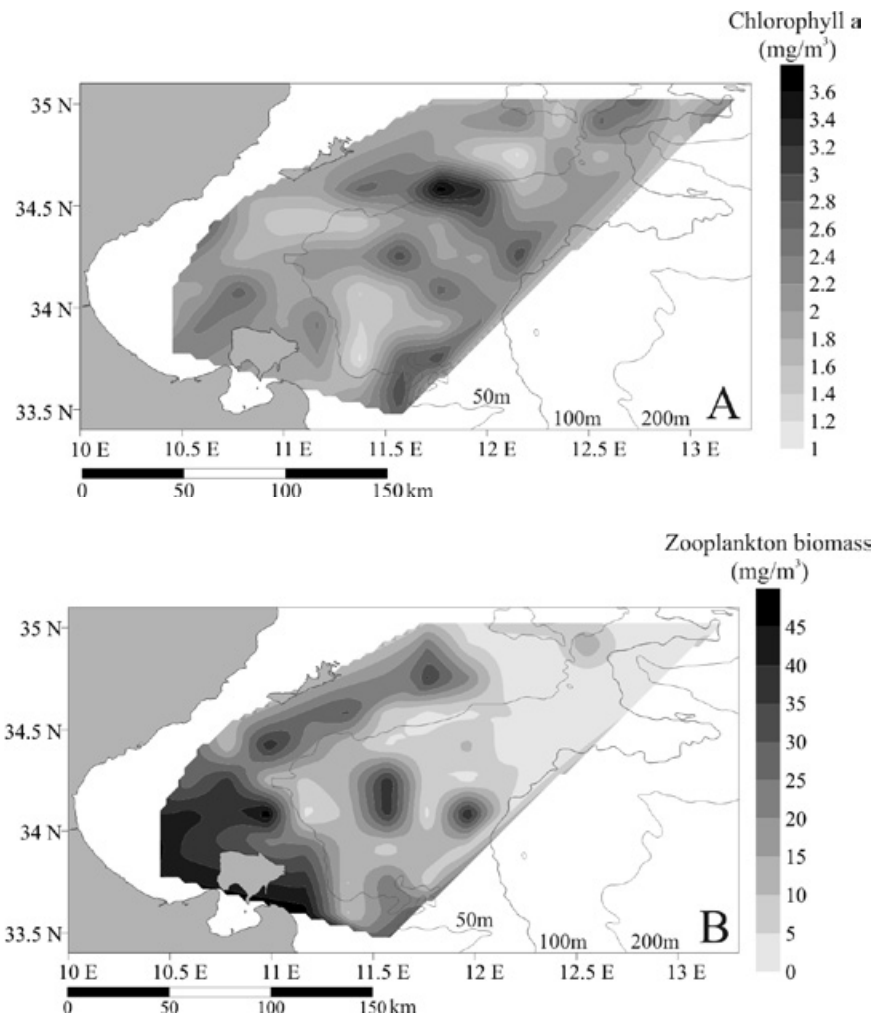 Chlorophyll a
(mg/m³)
35 N
34.5 N
34 N
33.5 N
10 E 10.5 E 11 E 11.5 E 12 E 12.5 E 13 E
50m
100m
200m
A
3.6
3.4
3.2
3
2.8
2.6
2.4
2.2
2
1.8
1.6
1.4
1.2
1
0 50 100 150 km
Zooplankton biomass
(mg/m³)
35 N
34.5 N
34 N
33.5 N
10 E 10.5 E 11 E 11.5 E 12 E 12.5 E 13 E
50m
100m
200m
B
45
40
35
30
25
20
15
10
5
0
0 50 100 150 km